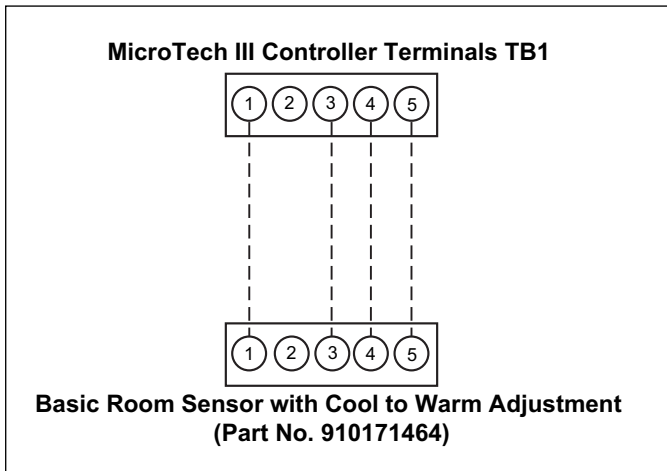 MicroTech III Controller Terminals TB1
1 2 3 4 5
1 2 3 4 5
Basic Room Sensor with Cool to Warm Adjustment
(Part No. 910171464)